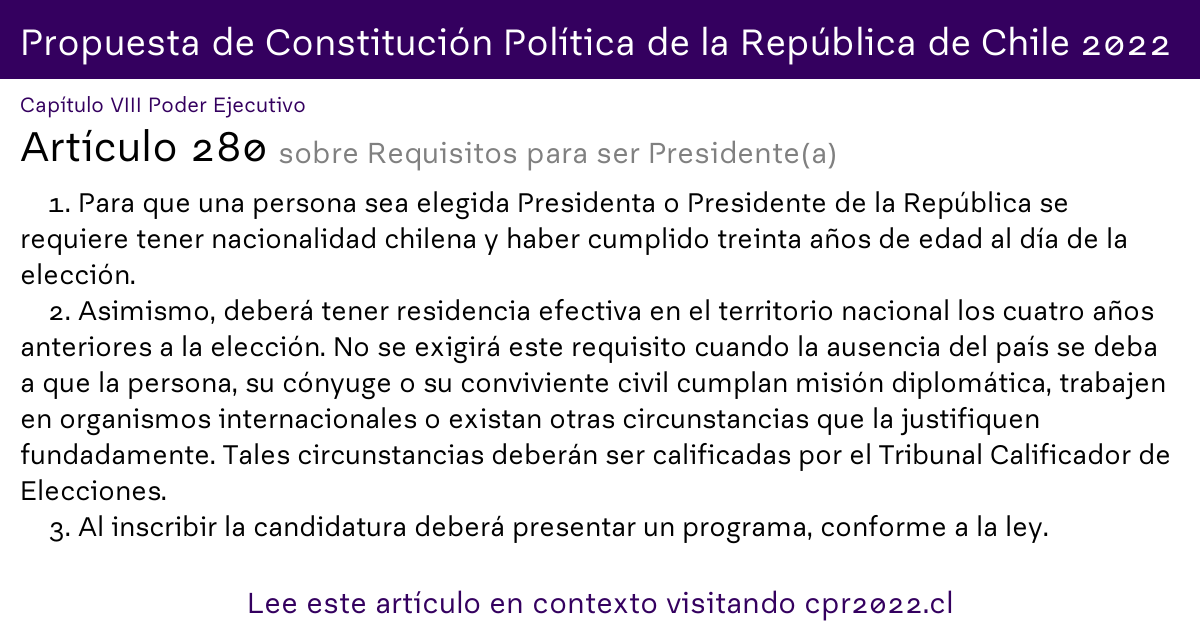 Propuesta de Constitución Política de la República de Chile 2022
Capítulo VIII Poder Ejecutivo
Artículo 280 sobre Requisitos para ser Presidente(a)
1. Para que una persona sea elegida Presidenta o Presidente de la República se
requiere tener nacionalidad chilena y haber cumplido treinta años de edad al día de la
elección.
2. Asimismo, deberá tener residencia efectiva en el territorio nacional los cuatro años
anteriores a la elección. No se exigirá este requisito cuando la ausencia del país se deba
a que la persona, su cónyuge o su conviviente civil cumplan misión diplomática, trabajen
en organismos internacionales o existan otras circunstancias que la justifiquen
fundadamente. Tales circunstancias deberán ser calificadas por el Tribunal Calificador de
Elecciones.
3. Al inscribir la candidatura deberá presentar un programa, conforme a la ley.
Lee este artículo en contexto visitando cpr2022.cl